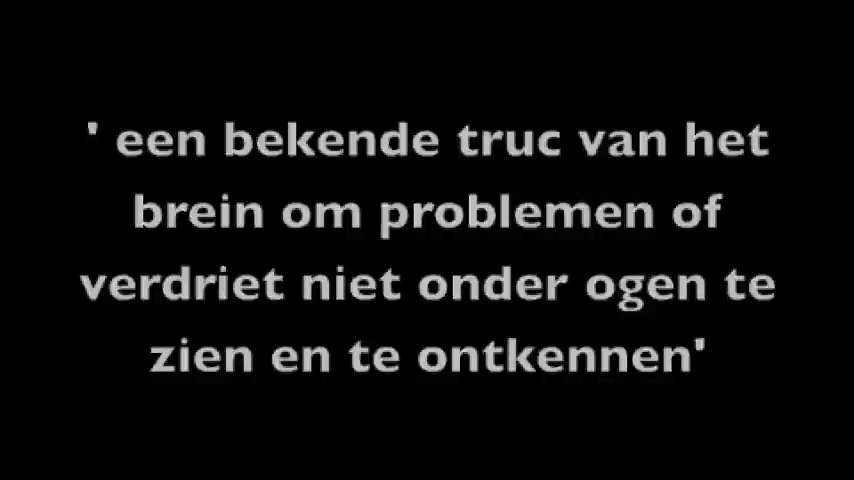 ' een bekende truc van het
brein om problemen of
verdriet niet onder ogen te
zien en te ontkennen'